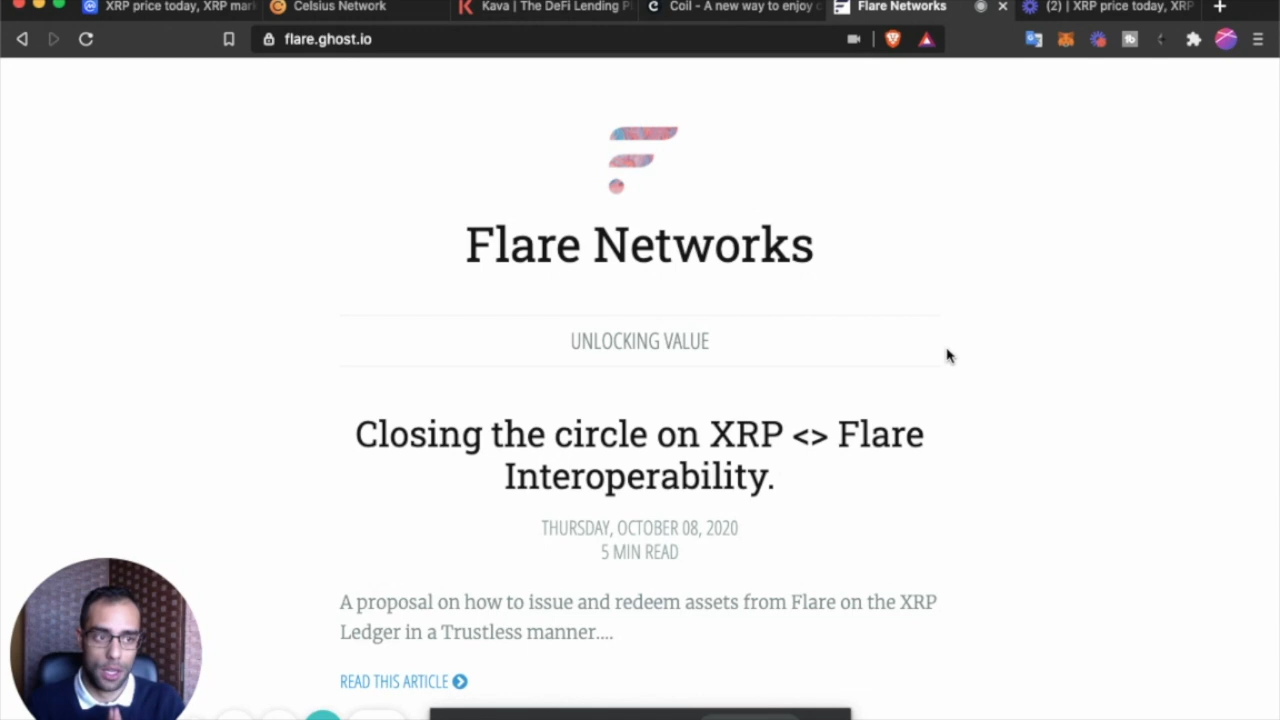 XRP price today, XRP mar
Celsius Network
Kava | The DeFi Lending Pl
Coil - A new way to enjoy c
Flare Networks
(2) | XRP price today, XRP
flare.ghost.io
Flare Networks
UNLOCKING VALUE
Closing the circle on XRP <> Flare
Interoperability.
THURSDAY, OCTOBER 08, 2020
5 MIN READ
A proposal on how to issue and redeem assets from Flare on the XRP
Ledger in a Trustless manner....
READ THIS ARTICLE